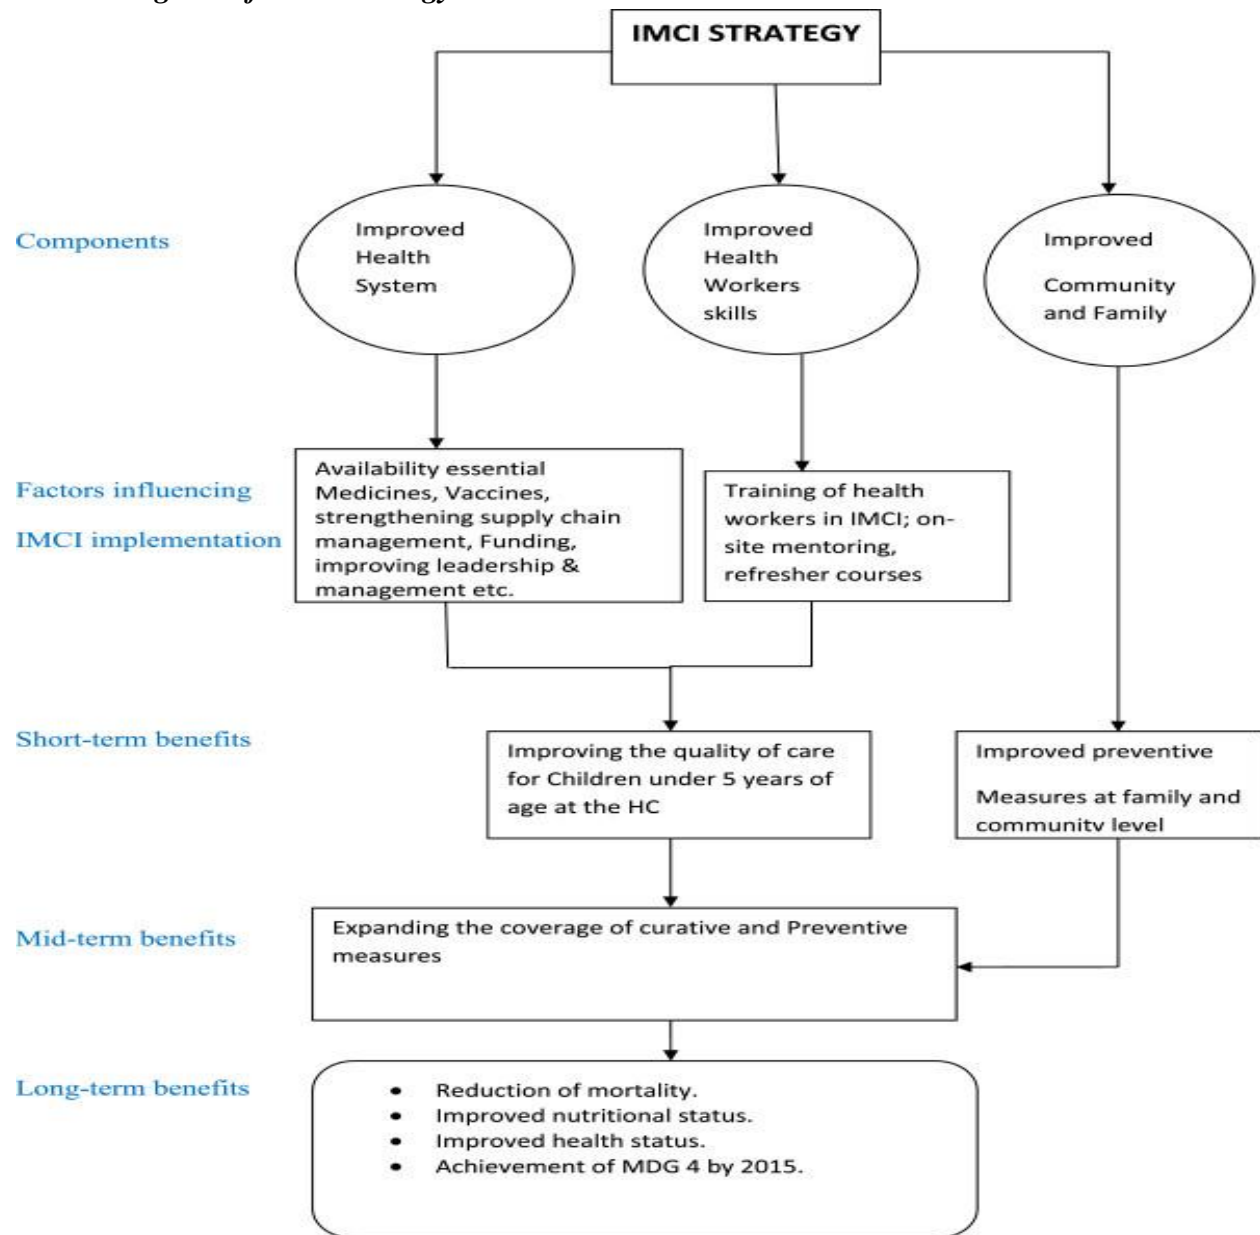 IMCI STRATEGY
Components
Improved
Health
System
Improved
Health
Workers
skills
Improved
Community
and Family
Factors influencing
IMCI implementation
Availability essential
Medicines, Vaccines,
strengthening supply chain
management, Funding,
improving leadership &
management etc.
Training of health
workers in IMCI; on-
site mentoring,
refresher courses
Short-term benefits
Improving the quality of care
for Children under 5 years of
age at the HC
Improved preventive
Measures at family and
community level
Mid-term benefits
Expanding the coverage of curative and Preventive
measures
Long-term benefits
• Reduction of mortality.
• Improved nutritional status.
• Improved health status.
• Achievement of MDG 4 by 2015.